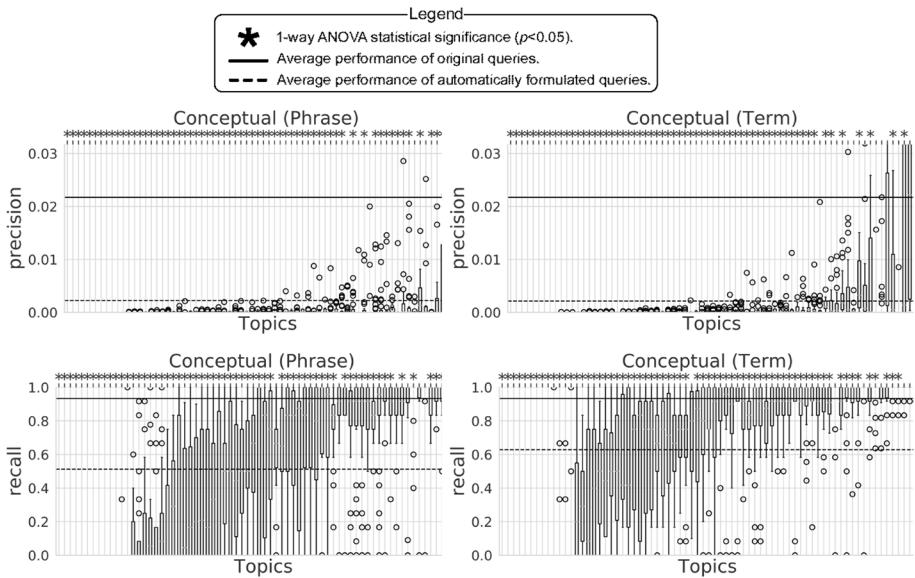 Legend
* 1-way ANOVA statistical significance (p<0.05).
Average performance of original queries.
Average performance of automatically formulated queries.
Conceptual (Phrase)
precision
0.03
0.02
0.01
0.00
Topics
Conceptual (Term)
precision
0.03
0.02
0.01
0.00
Topics
Conceptual (Phrase)
recall
1.0
0.8
0.6
0.4
0.2
0.0
Topics
Conceptual (Term)
recall
1.0
0.8
0.6
0.4
0.2
0.0
Topics